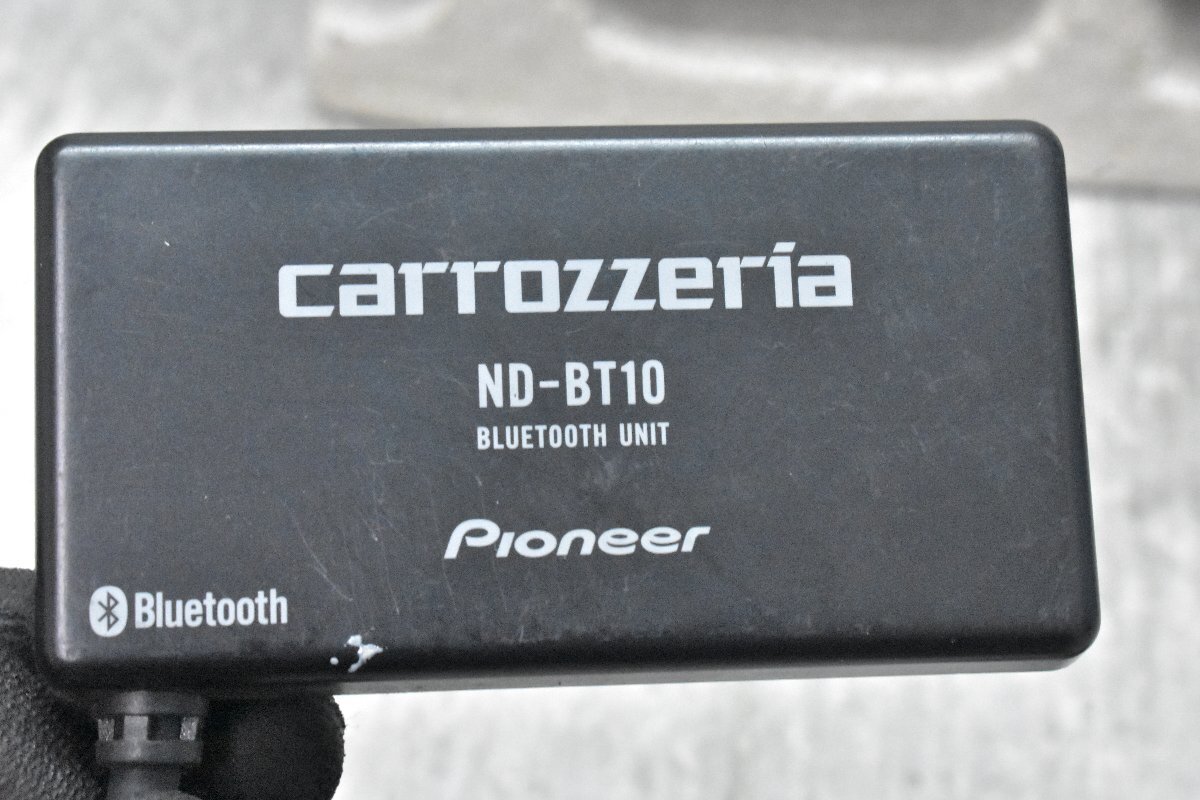 carrozzeria
ND-BT10
BLUETOOTH UNIT
Pioneer
Bluetooth